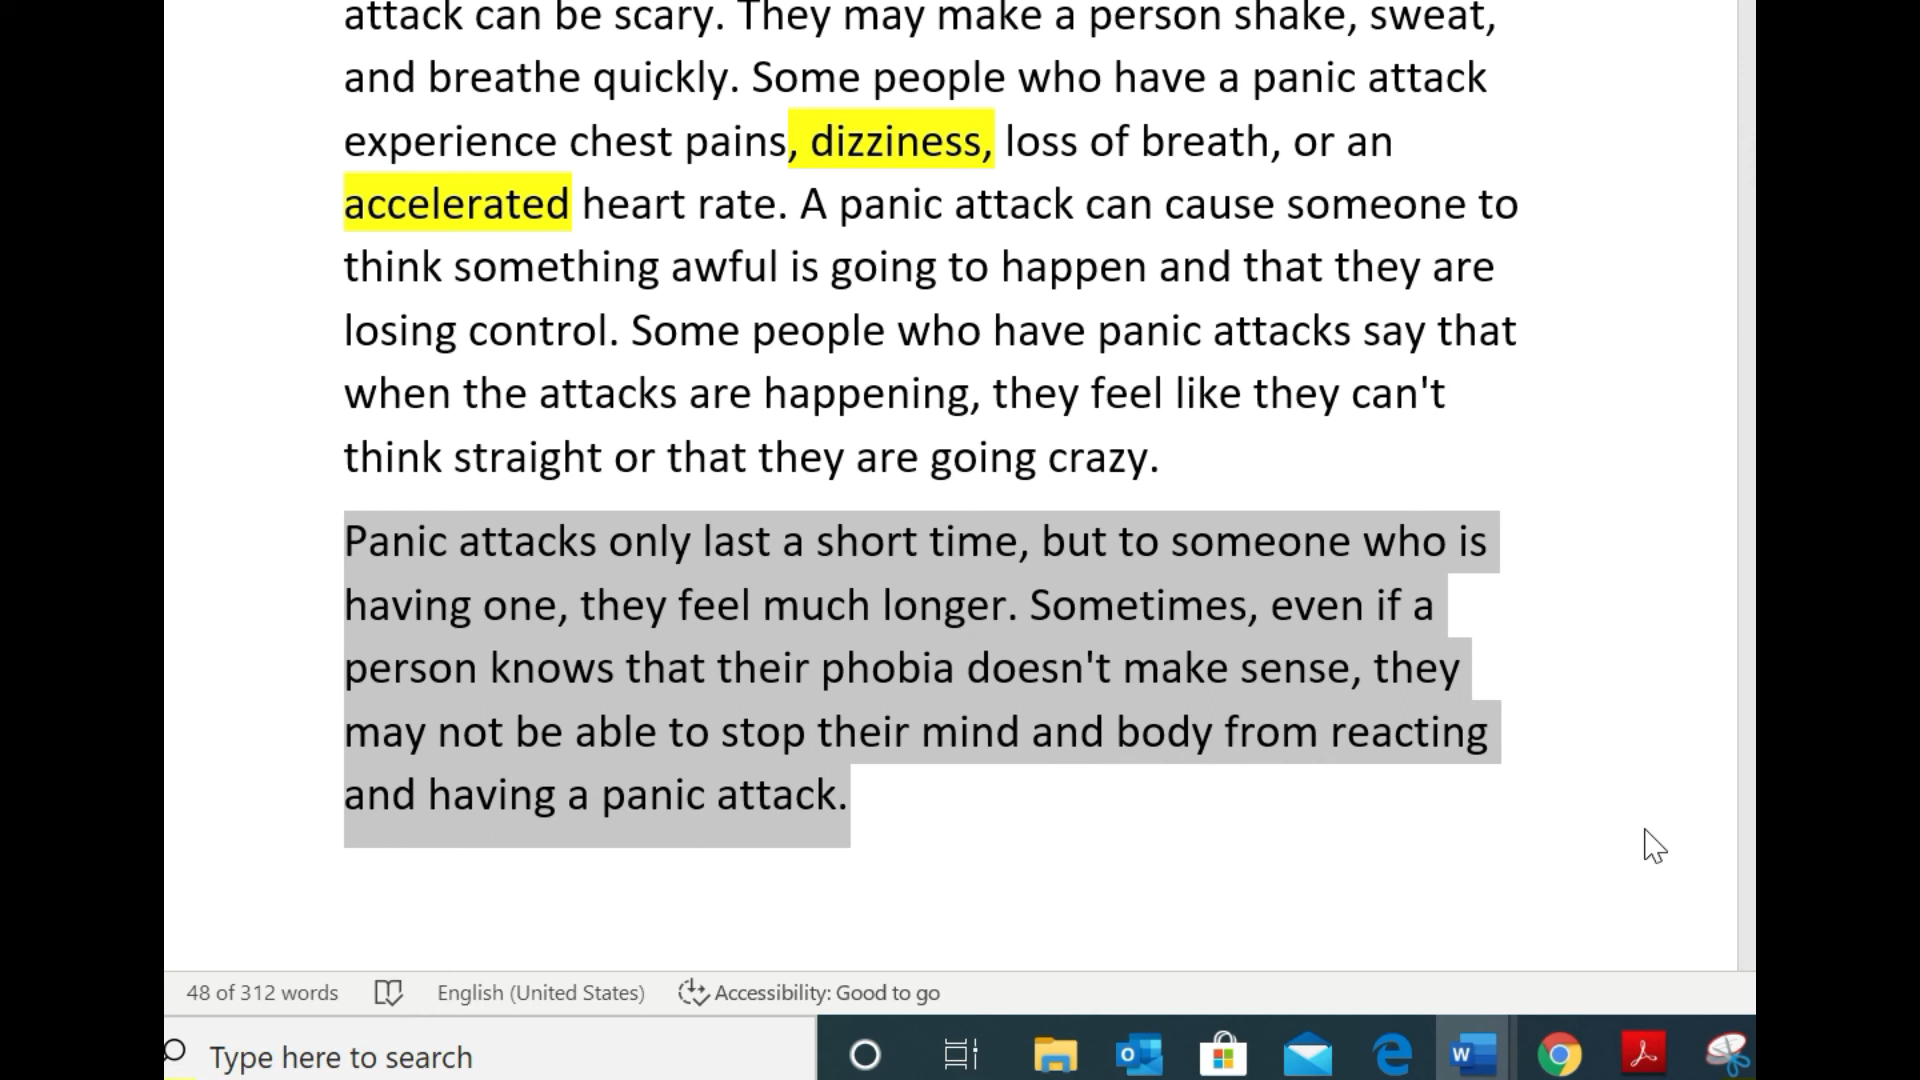 attack can be scary. They may make a person shake, sweat,
and breathe quickly. Some people who have a panic attack
experience chest pains, dizziness, loss of breath, or an
accelerated heart rate. A panic attack can cause someone to
think something awful is going to happen and that they are
losing control. Some people who have panic attacks say that
when the attacks are happening, they feel like they can't
think straight or that they are going crazy.
Panic attacks only last a short time, but to someone who is
having one, they feel much longer. Sometimes, even if a
person knows that their phobia doesn't make sense, they
may not be able to stop their mind and body from reacting
and having a panic attack.
48 of 312 words English (United States) Accessibility: Good to go
Type here to search